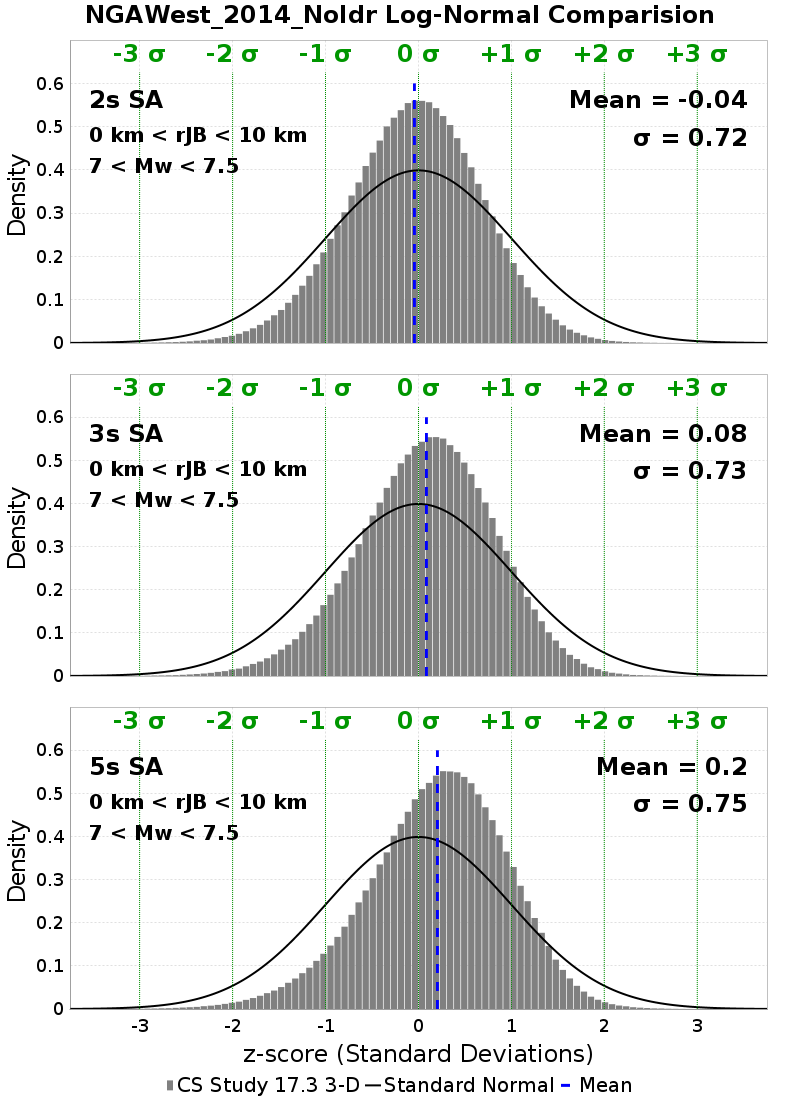 NGAWest_2014_NoIdr Log-Normal Comparision
-3 σ -2 σ -1 σ 0 σ +1 σ +2 σ +3 σ
2s SA
0 km < rJB < 10 km
7 < Mw < 7.5
Mean = -0.04
σ = 0.72
Density
0.6
0.5
0.4
0.3
0.2
0.1
0
-3 σ -2 σ -1 σ 0 σ +1 σ +2 σ +3 σ
3s SA
0 km < rJB < 10 km
7 < Mw < 7.5
Mean = 0.08
σ = 0.73
Density
0.6
0.5
0.4
0.3
0.2
0.1
0
-3 σ -2 σ -1 σ 0 σ +1 σ +2 σ +3 σ
5s SA
0 km < rJB < 10 km
7 < Mw < 7.5
Mean = 0.2
σ = 0.75
Density
0.6
0.5
0.4
0.3
0.2
0.1
0
-3 -2 -1 0 1 2 3
z-score (Standard Deviations)
CS Study 17.3 3-D Standard Normal Mean